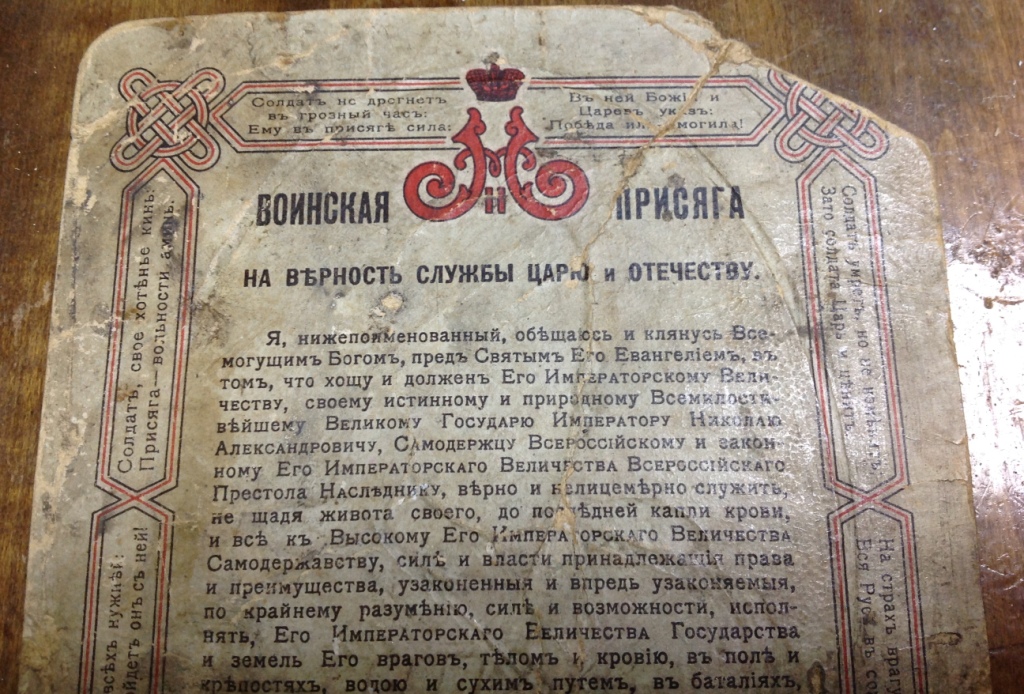 Солдатъ не дрогнетъ
въ грозный часъ:
Ему въ присягѣ сила:
Въ ней Божій и
Царевъ указъ:
Побѣда или могила!
ВОИНСКАЯ ПРИСЯГА
НА ВѢРНОСТЬ СЛУЖБЫ ЦАРЮ и ОТЕЧЕСТВУ.
Солдатъ, свое хотѣнье кинь:
Присяга—вольности аминь.
Солдатъ умретъ, но не измѣнитъ
Зато солдата Царь и цѣнитъ
Я, нижепоименованный, обѣщаюсь и клянусь Все-
могущимъ Богомъ, предъ Святымъ Его Евангеліемъ, въ
томъ, что хощу и долженъ Его Императорскому Вели-
честву, своему истинному и природному Всемилости-
вѣйшему Великому Государю Императору Николаю
Александровичу, Самодержцу Всероссійскому и закон-
ному Его Императорскаго Величества Всероссійскаго
Престола Наслѣднику, вѣрно и нелицемѣрно служить,
не щадя живота своего, до послѣдней капли крови,
и всѣ къ Высокому Его Императорскаго Величества
Самодержавству, силѣ и власти принадлежащія права
и преимущества, узаконенныя и впредь узаконяемыя,
по крайнему разумѣнію, силѣ и возможности, испол-
нять, Его Императорскаго Величества Государства
и земель Его враговъ, тѣломъ и кровію, въ полѣ и
крѣпостяхъ, водою и сухимъ путемъ, въ баталіяхъ,
всѣхъ нужнѣй:
йдетъ онъ съ ней!
На страхъ враг
Вся Русь въ со